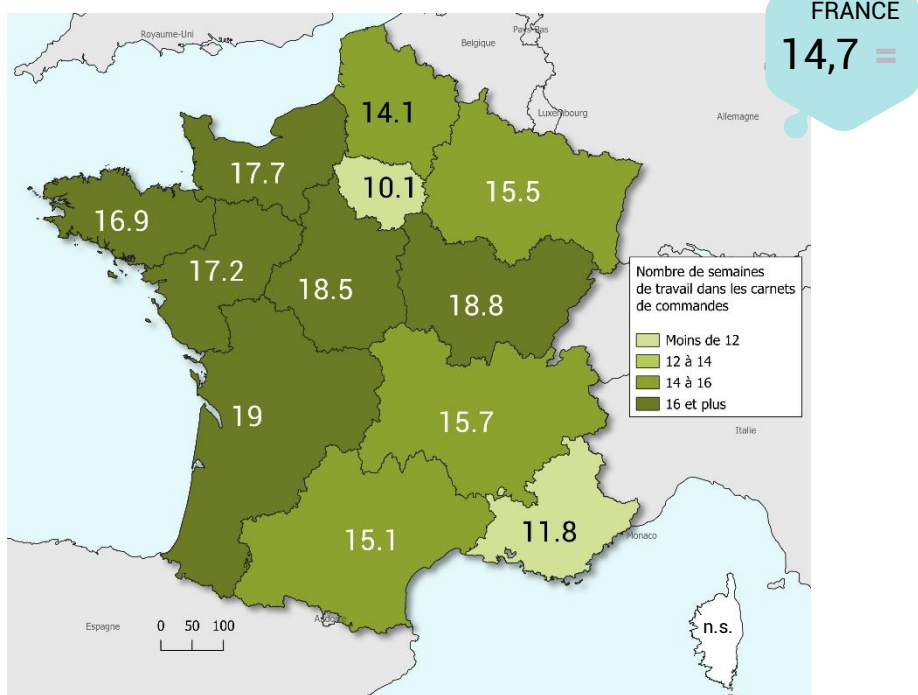 FRANCE
14,7 =
Royaume-Uni
Belgique
Pays-Bas
Luxembourg
Allemagne
14.1
17.7
10.1
15.5
16.9
17.2
18.5
18.8
Nombre de semaines
de travail dans les carnets
de commandes
Moins de 12
12 à 14
14 à 16
16 et plus
19
15.7
Italie
15.1
11.8
Monaco
Espagne
0 50 100
Andorre
n.s.